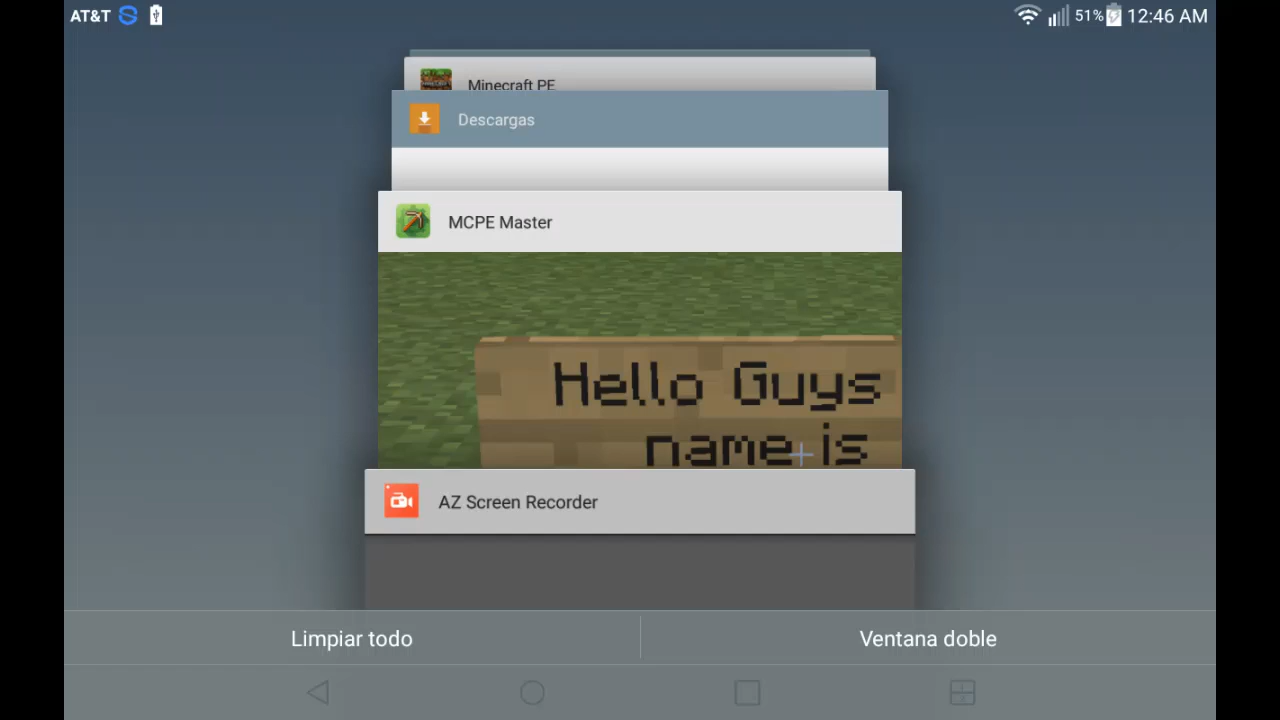 AT&T
51%
12:46 AM
Minecraft PE
Descargas
MCPE Master
Hello Guys
name is
AZ Screen Recorder
Limpiar todo
Ventana doble